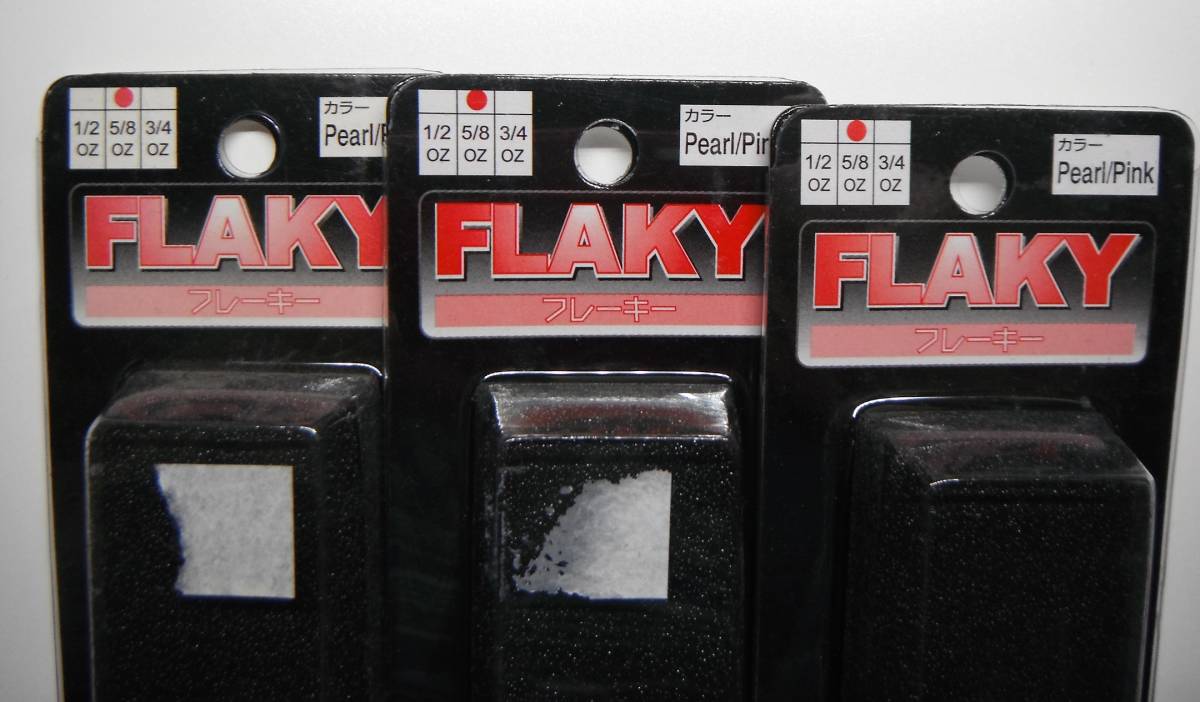 1/2 5/8 3/4
OZ OZ OZ
カラー
Pearl/P
FLAKY
フレーキー
1/2 5/8 3/4
OZ OZ OZ
カラー
Pearl/Pin
FLAKY
フレーキー
1/2 5/8 3/4
OZ OZ OZ
カラー
Pearl/Pink
FLAKY
フレーキー